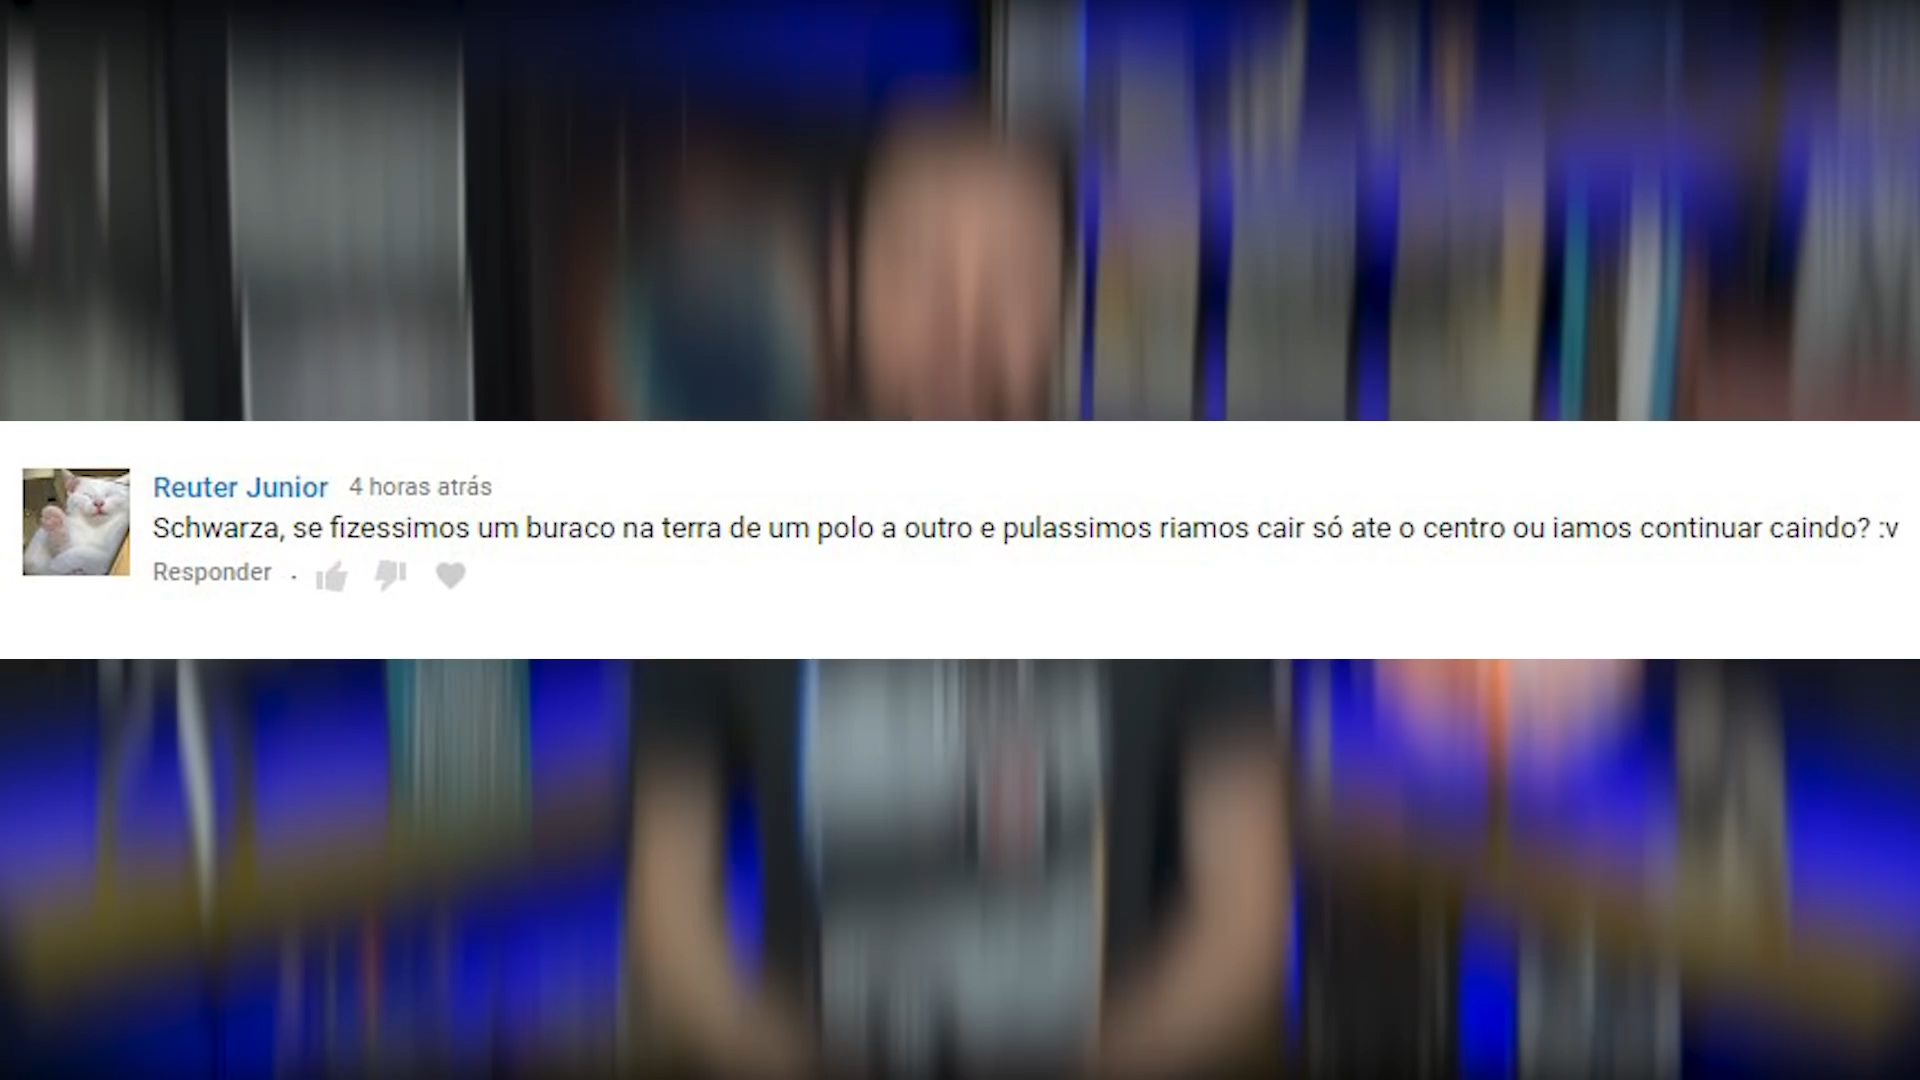 Reuter Junior 4 horas atrás
Schwarza, se fizessimos um buraco na terra de um polo a outro e pulassimos riamos cair só ate o centro ou iamos continuar caindo? :v
Responder .